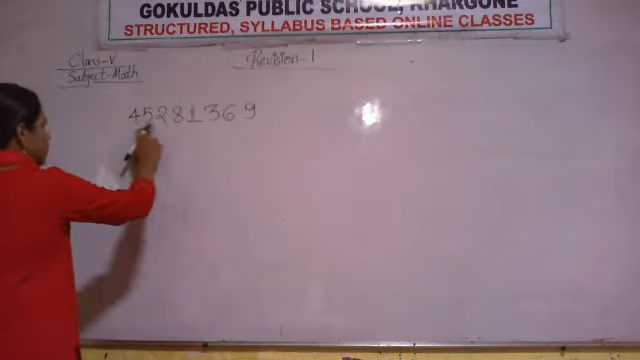 GOKULDAS PUBLIC SCHOOL, KHARGONE
STRUCTURED, SYLLABUS BASED ONLINE CLASSES
Class-V
Revision-1
Subject-Math
45281369